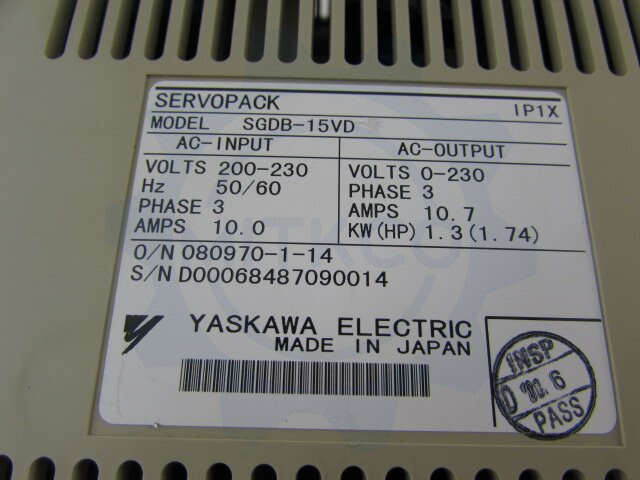 SERVOPACK IP1X
MODEL SGDB-15VD
AC-INPUT AC-OUTPUT
VOLTS 200-230 VOLTS 0-230
Hz 50/60 PHASE 3
PHASE 3 AMPS 10.7
AMPS 10.0 KW(HP) 1.3(1.74)
O/N 080970-1-14
S/N D00068487090014
YASKAWA ELECTRIC
MADE IN JAPAN
INSP
6
PASS